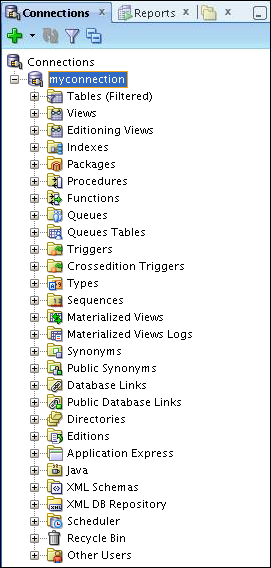 Connections Reports
Connections
myconnection
Tables (Filtered)
Views
Editioning Views
Indexes
Packages
Procedures
Functions
Queues
Queues Tables
Triggers
Crossedition Triggers
Types
Sequences
Materialized Views
Materialized Views Logs
Synonyms
Public Synonyms
Database Links
Public Database Links
Directories
Editions
Application Express
Java
XML Schemas
XML DB Repository
Scheduler
Recycle Bin
Other Users